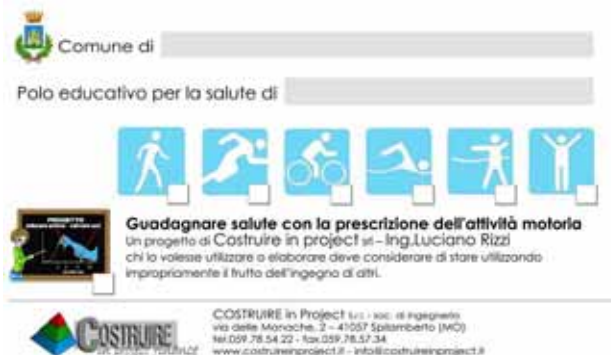 Comune di
Polo educativo per la salute di
PROGETTO
Guadagnare salute con la prescrizione dell'attività motoria
Un progetto di Costruire in project srl – Ing.Luciano Rizzi
chi lo volesse utilizzare o elaborare deve considerare di stare utilizzando
impropriamente il frutto dell'ingegno di altri.
COSTRUIRE
COSTRUIRE in Project s.r.l. - soc. di ingegneria
via delle Monache, 2 – 41057 Spilamberto (MO)
tel.059.78.54.22 - fax.059.78.57.34
www.costruireinproject.it - info@costruireinproject.it